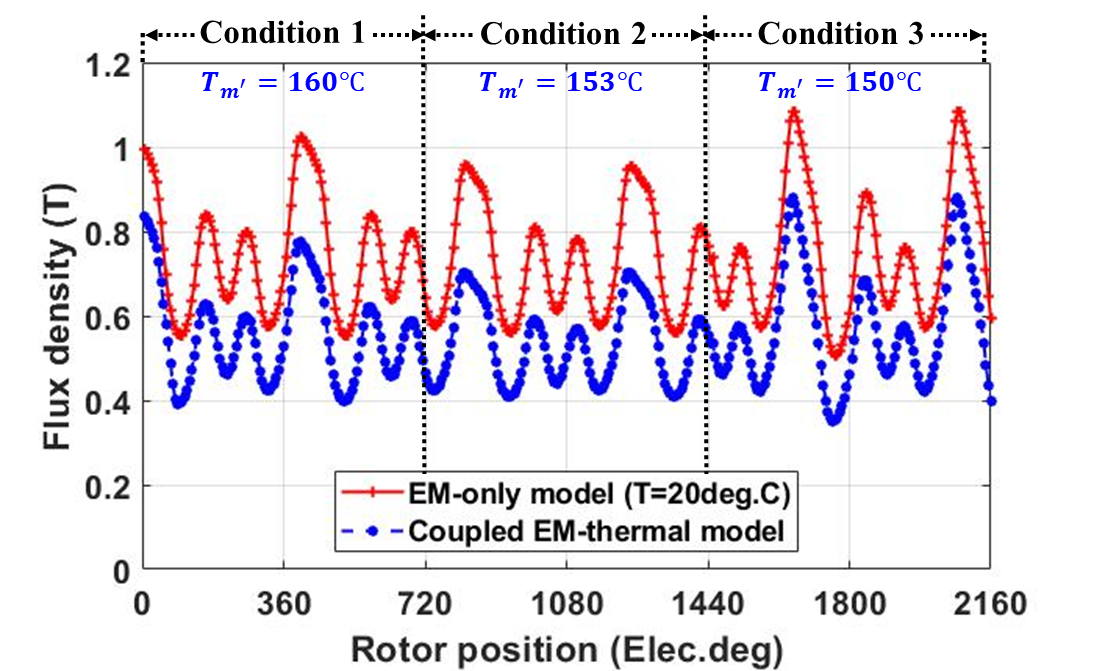 Condition 1 Condition 2 Condition 3
T_m' = 160°C T_m' = 153°C T_m' = 150°C
1.2
1
0.8
0.6
0.4
0.2
0
Flux density (T)
EM-only model (T=20deg.C)
Coupled EM-thermal model
0 360 720 1080 1440 1800 2160
Rotor position (Elec.deg)